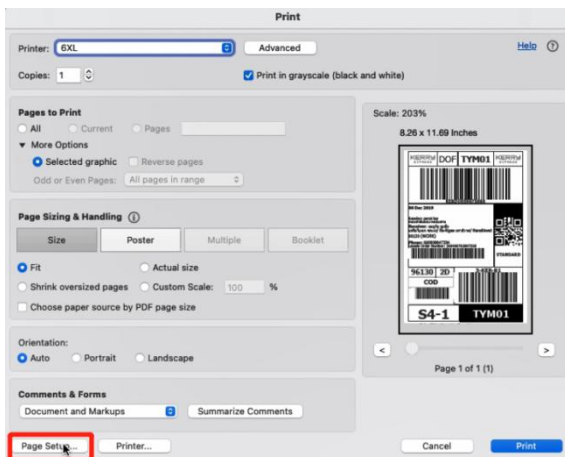 Print
Printer: 6XL Advanced Help ?
Copies: 1 Print in grayscale (black and white)
Pages to Print
All Current Pages
More Options
Selected graphic Reverse pages
Odd or Even Pages: All pages in range
Page Sizing & Handling
Size Poster Multiple Booklet
Fit Actual size
Shrink oversized pages Custom Scale: 100 %
Choose paper source by PDF page size
Orientation:
Auto Portrait Landscape
Comments & Forms
Document and Markups Summarize Comments
Page Setup... Printer...
Scale: 203%
8.26 x 11.69 Inches
KERRY EXPRESS DOF TYM01 KERRY EXPRESS
STANDARD
96130 2D
COD
S4-1 TYM01
< >
Page 1 of 1 (1)
Cancel Print